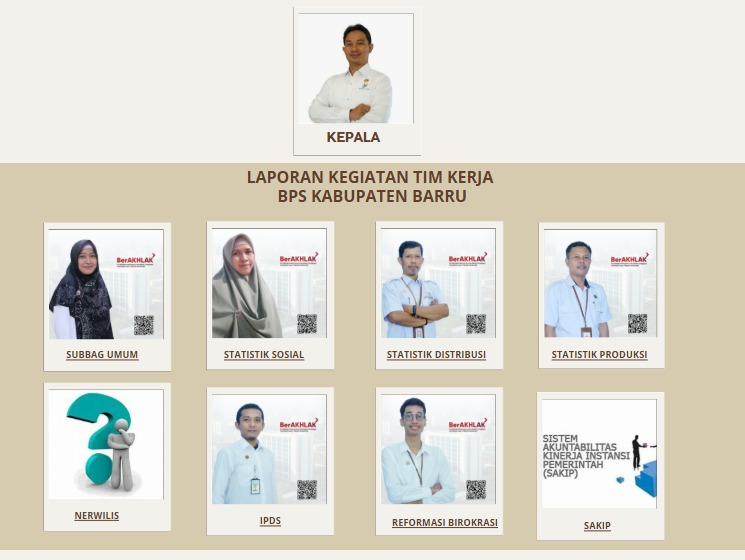 KEPALA
LAPORAN KEGIATAN TIM KERJA
BPS KABUPATEN BARRU
BerAKHLAK
BerAKHLAK
BerAKHLAK
BerAKHLAK
SUBBAG UMUM
STATISTIK SOSIAL
STATISTIK DISTRIBUSI
STATISTIK PRODUKSI
BerAKHLAK
BerAKHLAK
SISTEM
AKUNTABILITAS
KINERJA INSTANSI
PEMERINTAH
(SAKIP)
NERWILIS
IPDS
REFORMASI BIROKRASI
SAKIP